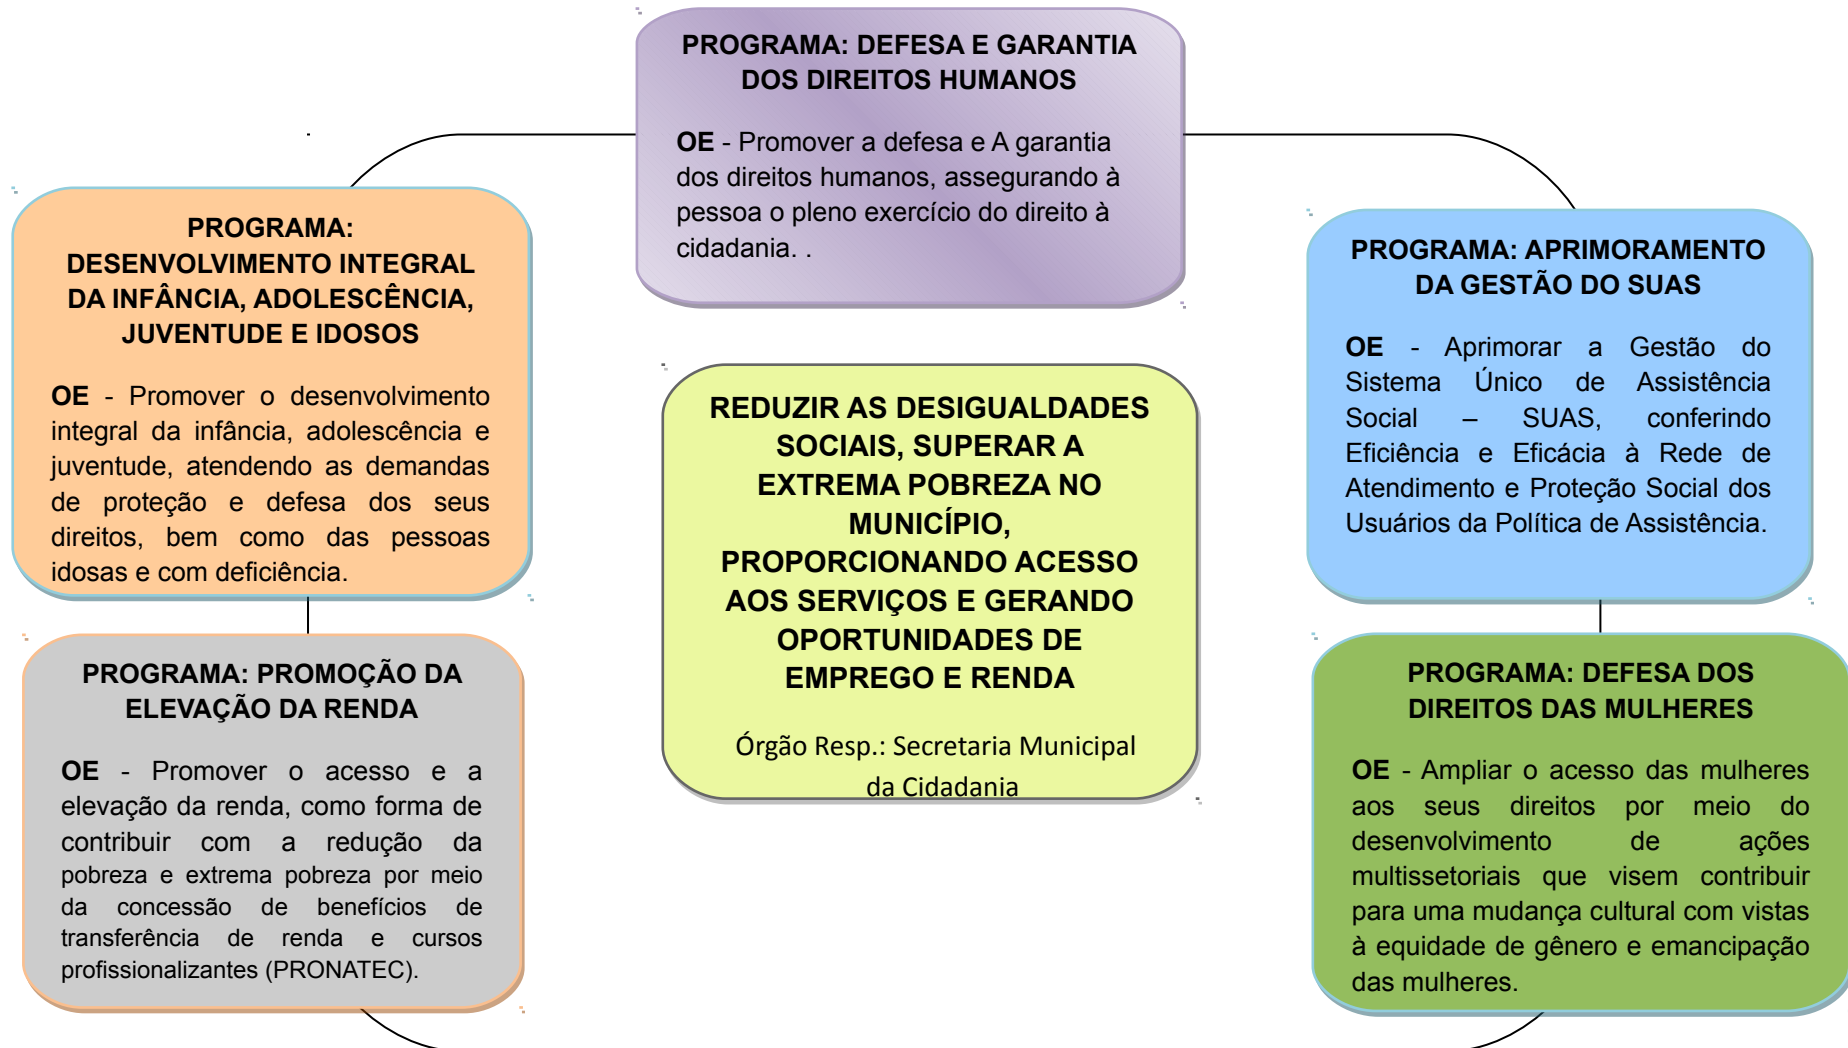 PROGRAMA: DEFESA E GARANTIA
DOS DIREITOS HUMANOS
OE - Promover a defesa e A garantia
dos direitos humanos, assegurando à
pessoa o pleno exercício do direito à
cidadania. .
PROGRAMA:
DESENVOLVIMENTO INTEGRAL
DA INFÂNCIA, ADOLESCÊNCIA,
JUVENTUDE E IDOSOS
OE - Promover o desenvolvimento
integral da infância, adolescência e
juventude, atendendo as demandas
de proteção e defesa dos seus
direitos, bem como das pessoas
idosas e com deficiência.
PROGRAMA: APRIMORAMENTO
DA GESTÃO DO SUAS
OE - Aprimorar a Gestão do
Sistema Único de Assistência
Social – SUAS, conferindo
Eficiência e Eficácia à Rede de
Atendimento e Proteção Social dos
Usuários da Política de Assistência.
REDUZIR AS DESIGUALDADES
SOCIAIS, SUPERAR A
EXTREMA POBREZA NO
MUNICÍPIO,
PROPORCIONANDO ACESSO
AOS SERVIÇOS E GERANDO
OPORTUNIDADES DE
EMPREGO E RENDA
Órgão Resp.: Secretaria Municipal
da Cidadania
PROGRAMA: PROMOÇÃO DA
ELEVAÇÃO DA RENDA
OE - Promover o acesso e a
elevação da renda, como forma de
contribuir com a redução da
pobreza e extrema pobreza por meio
da concessão de benefícios de
transferência de renda e cursos
profissionalizantes (PRONATEC).
PROGRAMA: DEFESA DOS
DIREITOS DAS MULHERES
OE - Ampliar o acesso das mulheres
aos seus direitos por meio do
desenvolvimento de ações
multissetoriais que visem contribuir
para uma mudança cultural com vistas
à equidade de gênero e emancipação
das mulheres.